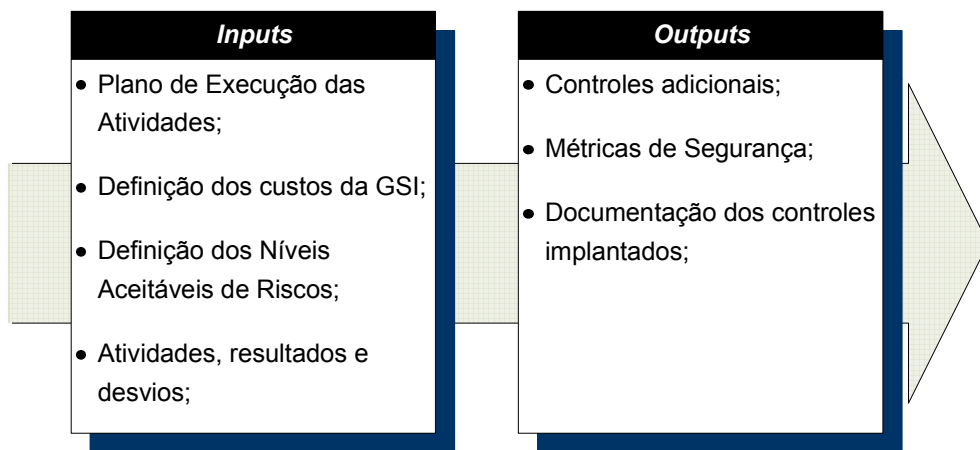 Inputs
Plano de Execução das
Atividades;
Definição dos custos da GSI;
Definição dos Níveis
Aceitáveis de Riscos;
Atividades, resultados e
desvios;
Outputs
Controles adicionais;
Métricas de Segurança;
Documentação dos controles
implantados;